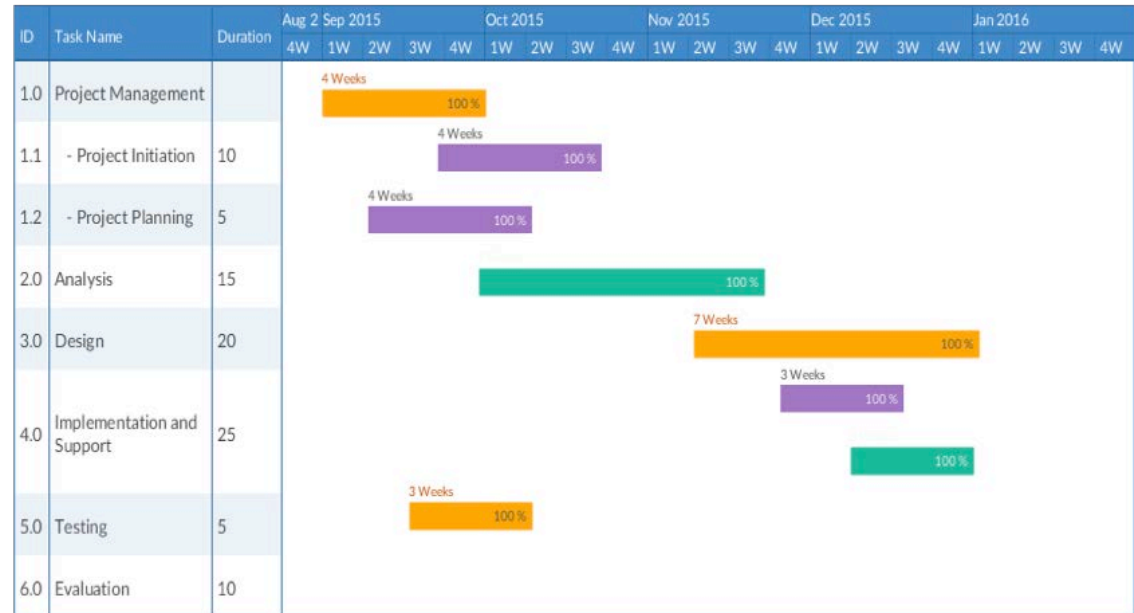 ID Task Name Duration Aug 2 Sep 2015 Oct 2015 Nov 2015 Dec 2015 Jan 2016
4W 1W 2W 3W 4W 1W 2W 3W 4W 1W 2W 3W 4W 1W 2W 3W 4W 1W 2W 3W 4W
4 Weeks
1.0 Project Management 100 %
4 Weeks
1.1 - Project Initiation 10 100 %
4 Weeks
1.2 - Project Planning 5 100 %
2.0 Analysis 15 100 %
7 Weeks
3.0 Design 20 100 %
3 Weeks
100 %
4.0 Implementation and
Support 25
100 %
3 Weeks
100 %
5.0 Testing 5
6.0 Evaluation 10